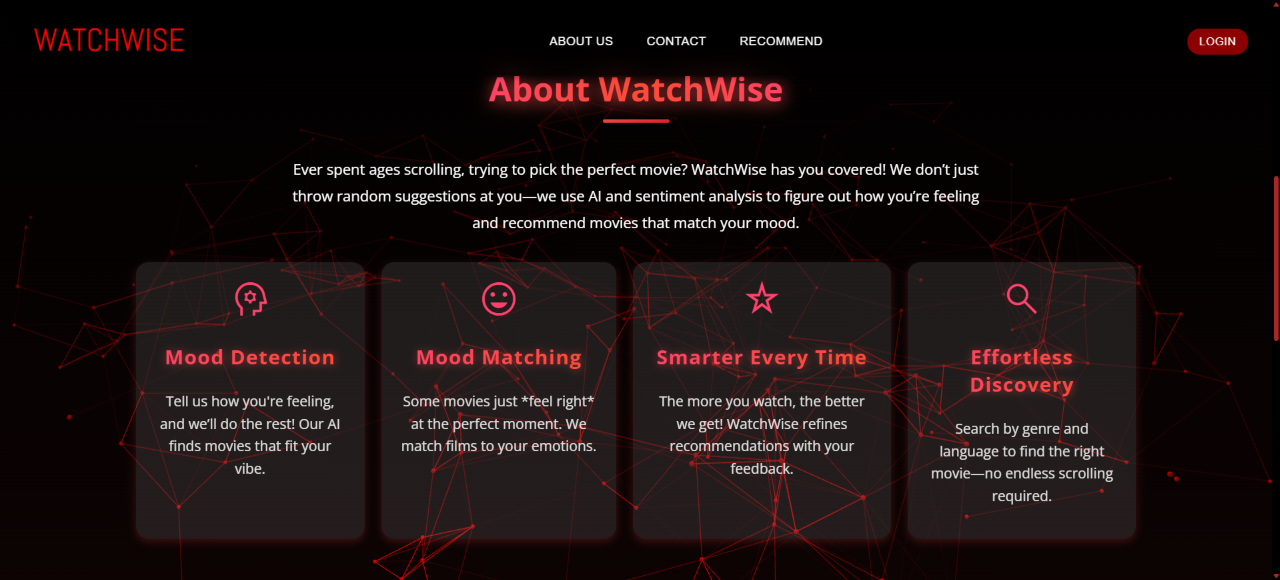 WATCHWISE
ABOUT US
CONTACT
RECOMMEND
LOGIN
About WatchWise
Ever spent ages scrolling, trying to pick the perfect movie? WatchWise has you covered! We don’t just
throw random suggestions at you—we use AI and sentiment analysis to figure out how you’re feeling
and recommend movies that match your mood.
Mood Detection
Tell us how you're feeling,
and we’ll do the rest! Our AI
finds movies that fit your
vibe.
Mood Matching
Some movies just *feel right*
at the perfect moment. We
match films to your emotions.
Smarter Every Time
The more you watch, the better
we get! WatchWise refines
recommendations with your
feedback.
Effortless
Discovery
Search by genre and
language to find the right
movie—no endless scrolling
required.